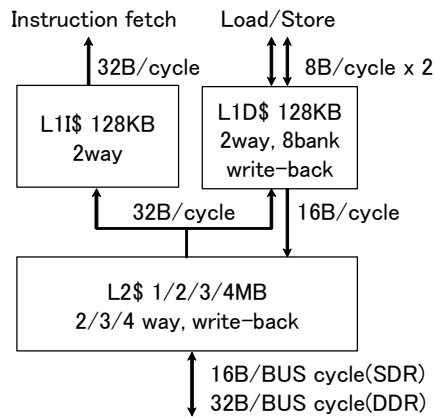 Instruction fetch
Load/Store
32B/cycle
8B/cycle x 2
L1I$ 128KB
2way
L1D$ 128KB
2way, 8bank
write-back
32B/cycle
16B/cycle
L2$ 1/2/3/4MB
2/3/4 way, write-back
16B/BUS cycle(SDR)
32B/BUS cycle(DDR)